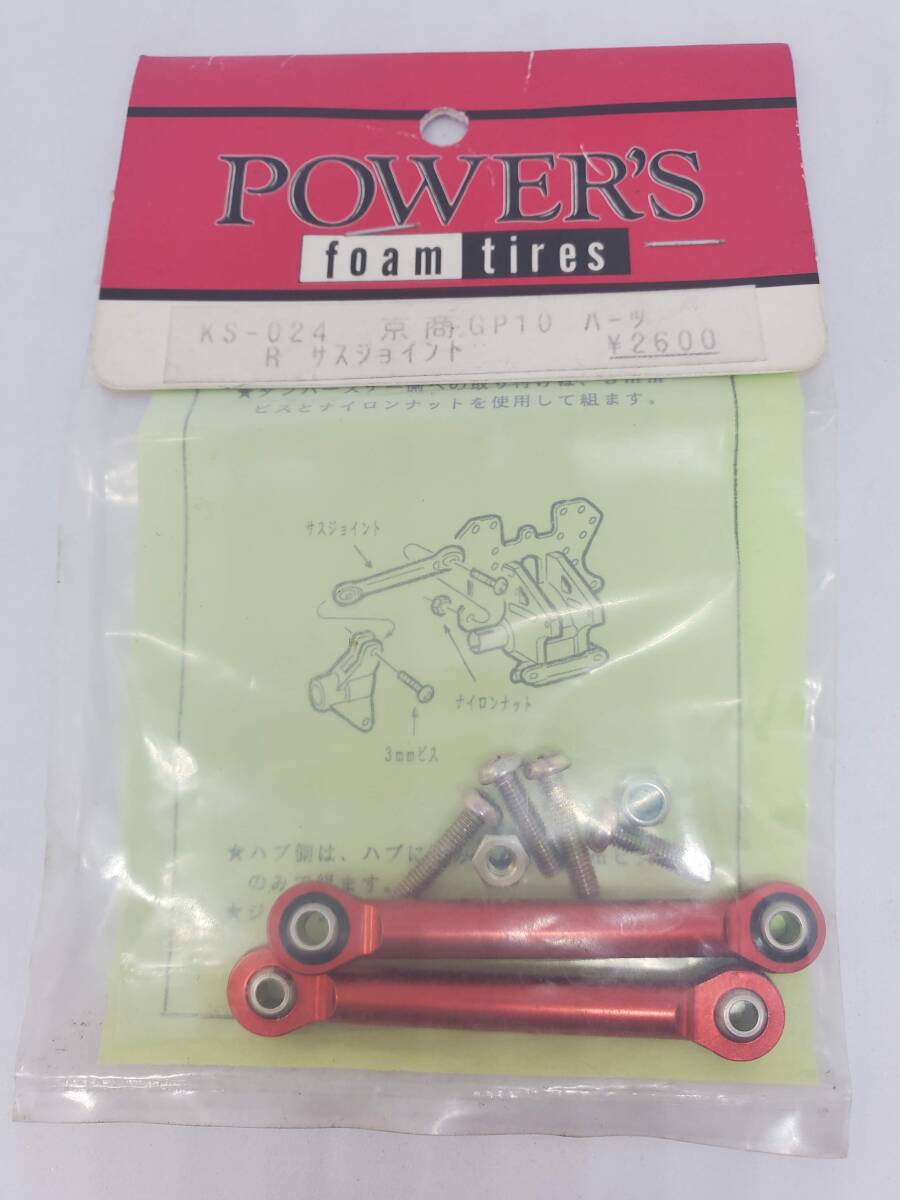 POWER'S
foam tires
KS-024 京商GP10 パーツ
R サスジョイント ¥2600
ビスとナイロンナットを使用して組ます。
サスジョイント
ナイロンナット
3mmビス
★ハブ側は、ハブに
のみで組ます。